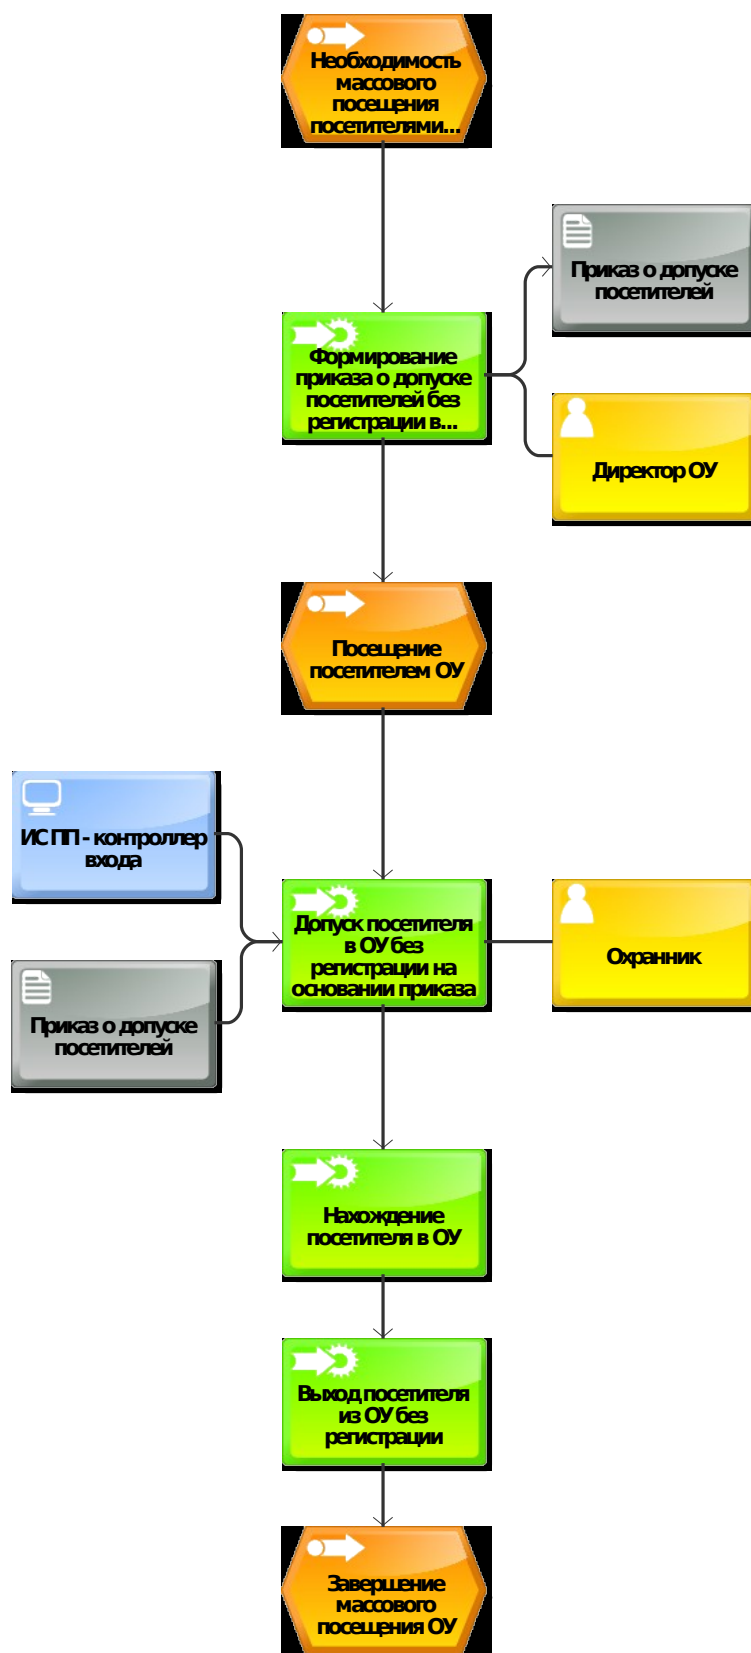 Необходимость
массового
посещения
посетителями...
Приказ о допуске
посетителей
Формирование
приказа о допуске
посетителей без
регистрации в...
Директор ОУ
Посещение
посетителем ОУ
ИС ПП - контроллер
входа
Допуск посетителя
в ОУ без
регистрации на
основании приказа
Охранник
Приказ о допуске
посетителей
Нахождение
посетителя в ОУ
Выход посетителя
из ОУ без
регистрации
Завершение
массового
посещения ОУ